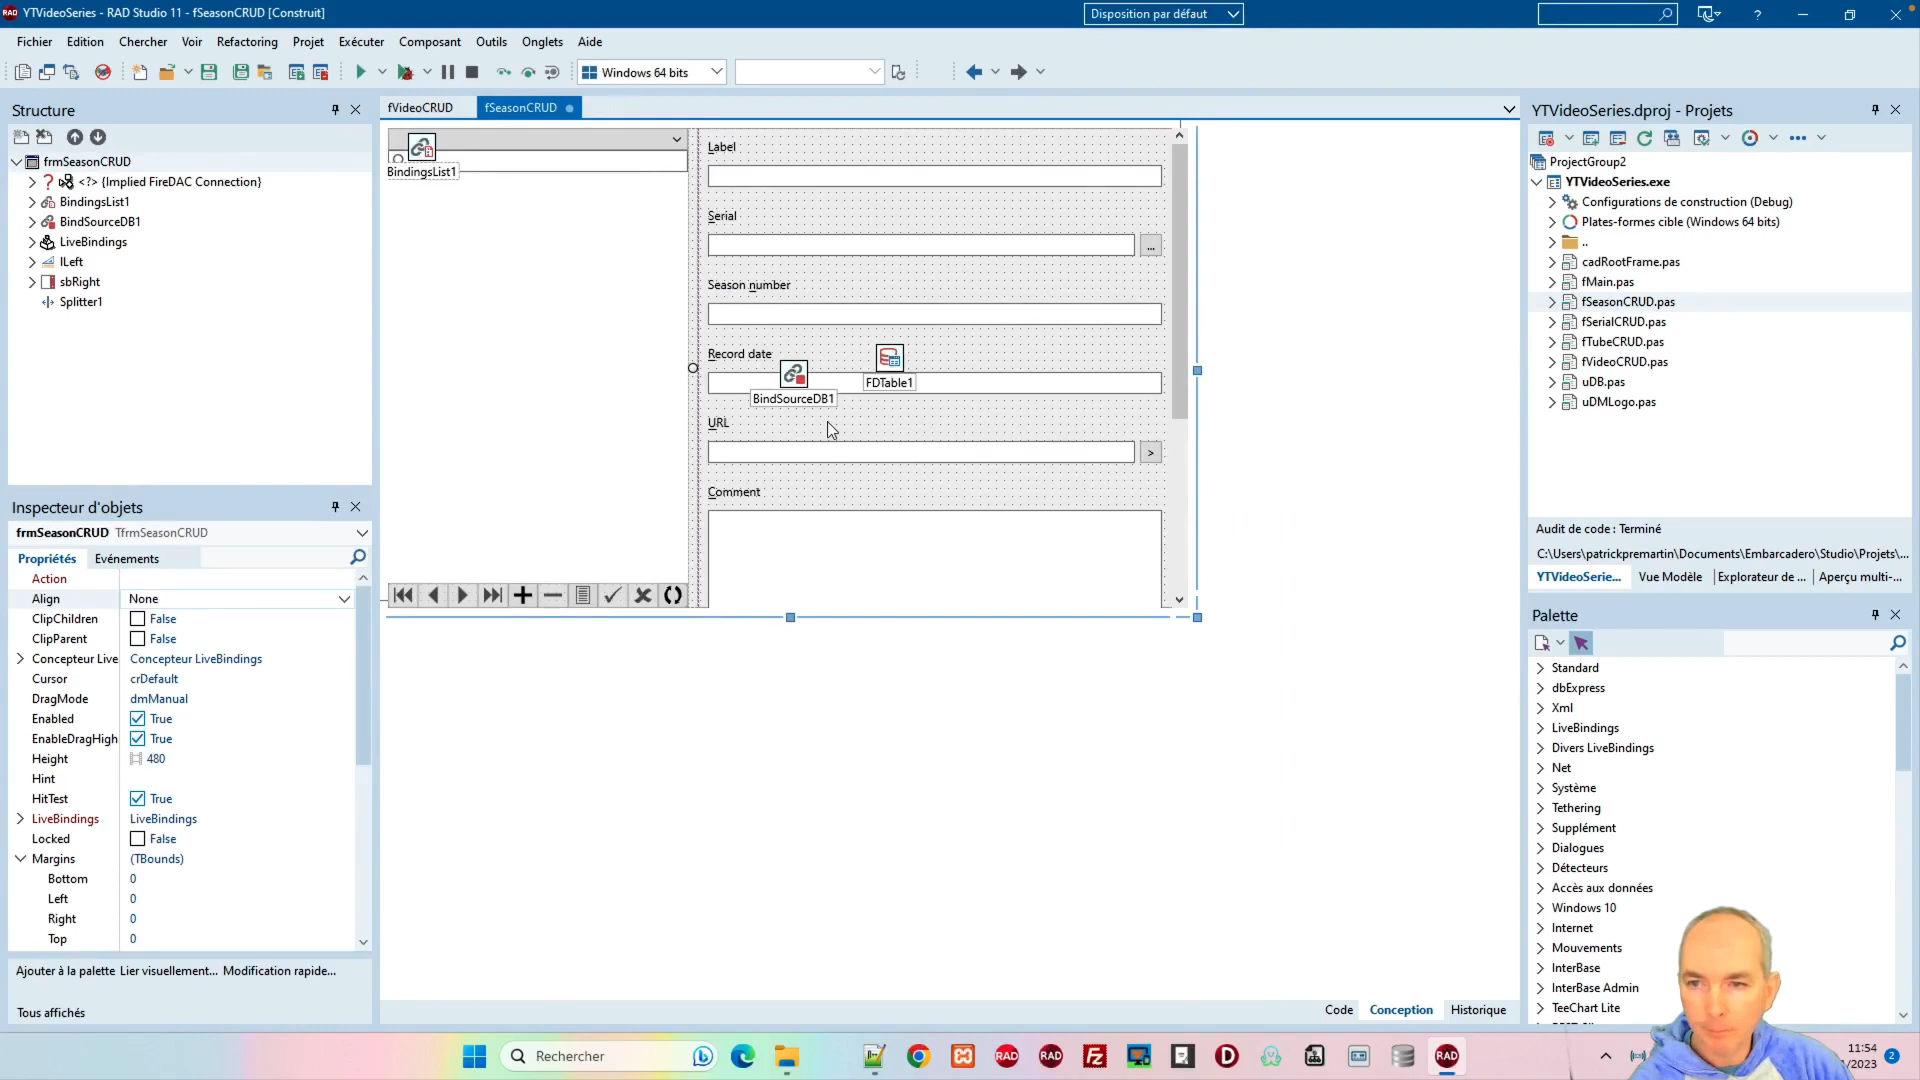 YTVideoSeries - RAD Studio 11 - fSeasonCRUD [Construit]
Disposition par défaut
Fichier Edition Chercher Voir Refactoring Projet Exécuter Composant Outils Onglets Aide
Windows 64 bits
Structure
frmSeasonCRUD
<?> {Implied FireDAC Connection}
BindingsList1
BindSourceDB1
LiveBindings
lLeft
sbRight
Splitter1
Inspecteur d'objets
frmSeasonCRUD TfrmSeasonCRUD
Propriétés Evénements
Action
Align None
ClipChildren False
ClipParent False
Concepteur Live Concepteur LiveBindings
Cursor crDefault
DragMode dmManual
Enabled True
EnableDragHigh True
Height 480
Hint
HitTest True
LiveBindings LiveBindings
Locked False
Margins (TBounds)
Bottom 0
Left 0
Right 0
Top 0
Ajouter à la palette Lier visuellement... Modification rapide...
Tous affichés
fVideoCRUD fSeasonCRUD
BindingsList1
Label
Serial
...
Season number
Record date
FDTable1
BindSourceDB1
URL
>
Comment
Code Conception Historique
YTVideoSeries.dproj - Projets
ProjectGroup2
YTVideoSeries.exe
Configurations de construction (Debug)
Plates-formes cible (Windows 64 bits)
..
cadRootFrame.pas
fMain.pas
fSeasonCRUD.pas
fSerialCRUD.pas
fTubeCRUD.pas
fVideoCRUD.pas
uDB.pas
uDMLogo.pas
Audit de code : Terminé
C:\Users\patrickpremartin\Documents\Embarcadero\Studio\Projets\...
YTVideoSerie... Vue Modèle Explorateur de ... Aperçu multi-...
Palette
Standard
dbExpress
Xml
LiveBindings
Divers LiveBindings
Net
Système
Tethering
Supplément
Dialogues
Détecteurs
Accès aux données
Windows 10
Internet
Mouvements
InterBase
InterBase Admin
TeeChart Lite
Rechercher
RAD RAD RAD
11:54
/2023
2